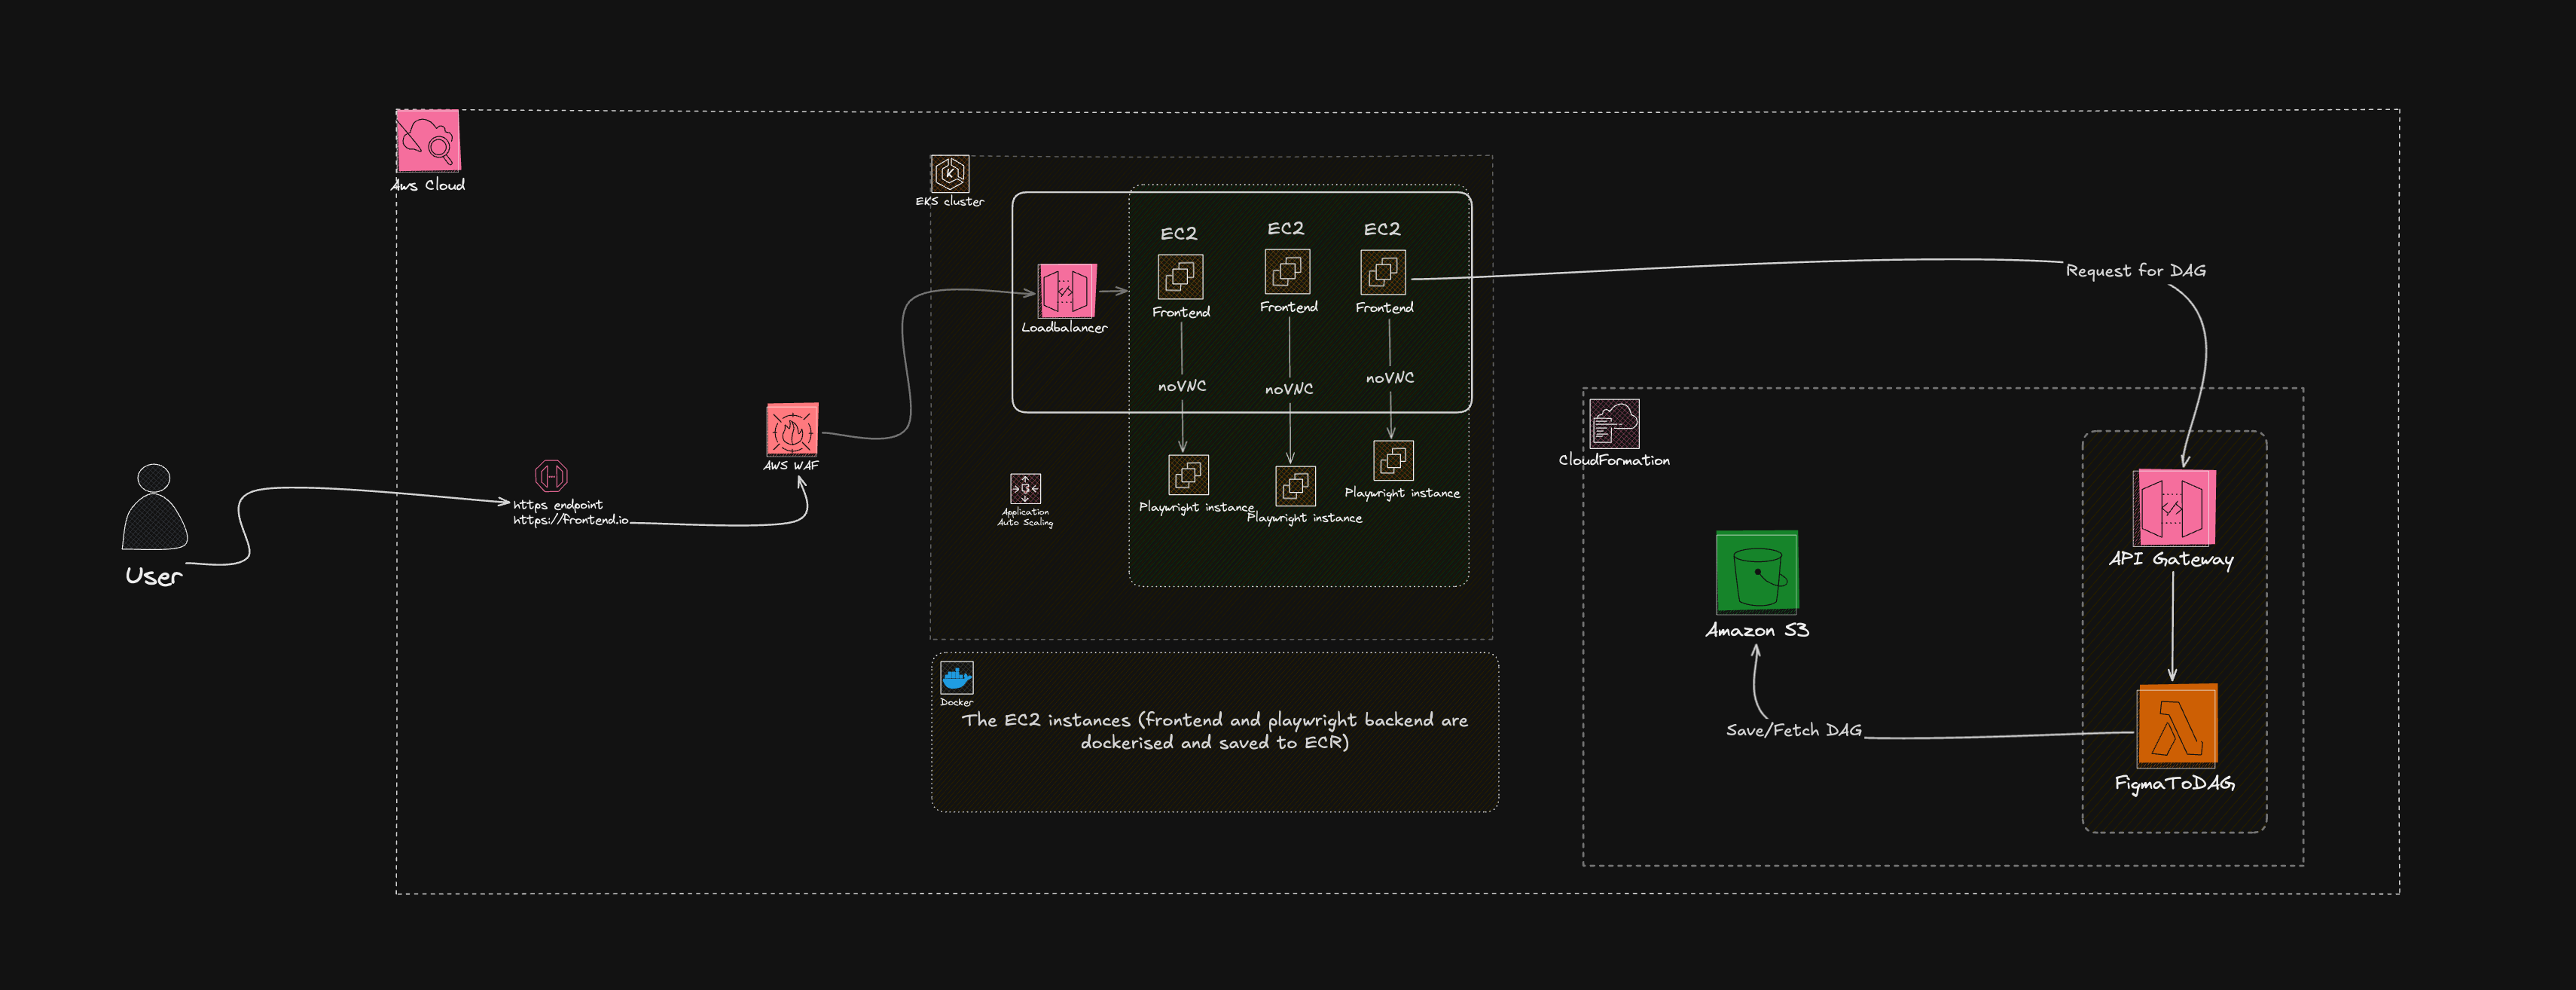 Aws Cloud
EKS cluster
EC2
EC2
EC2
Frontend
Frontend
Frontend
Loadbalancer
noVNC
noVNC
noVNC
Playwright instance
Playwright instance
Playwright instance
Application
Auto Scaling
User
https endpoint
https://frontend.io
AWS WAF
Docker
The EC2 instances (frontend and playwright backend are
dockerised and saved to ECR)
Request for DAG
CloudFormation
API Gateway
Amazon S3
Save/Fetch DAG
FigmaToDAG